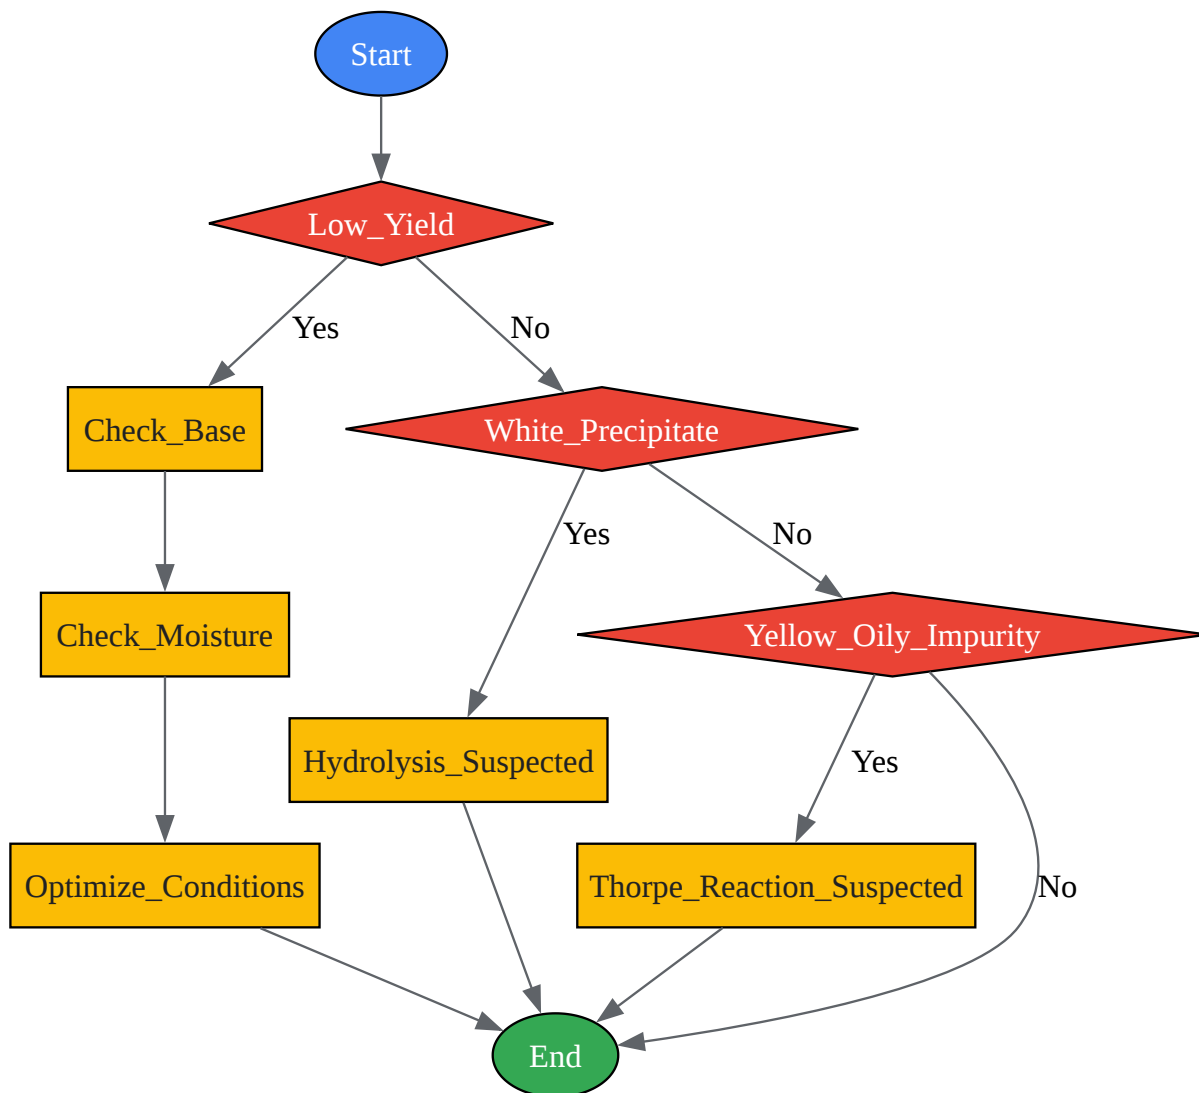 Start
Low_Yield
Yes
No
Check_Base
White_Precipitate
Yes
No
Check_Moisture
Yellow_Oily_Impurity
Hydrolysis_Suspected
Yes
Optimize_Conditions
Thorpe_Reaction_Suspected
No
End